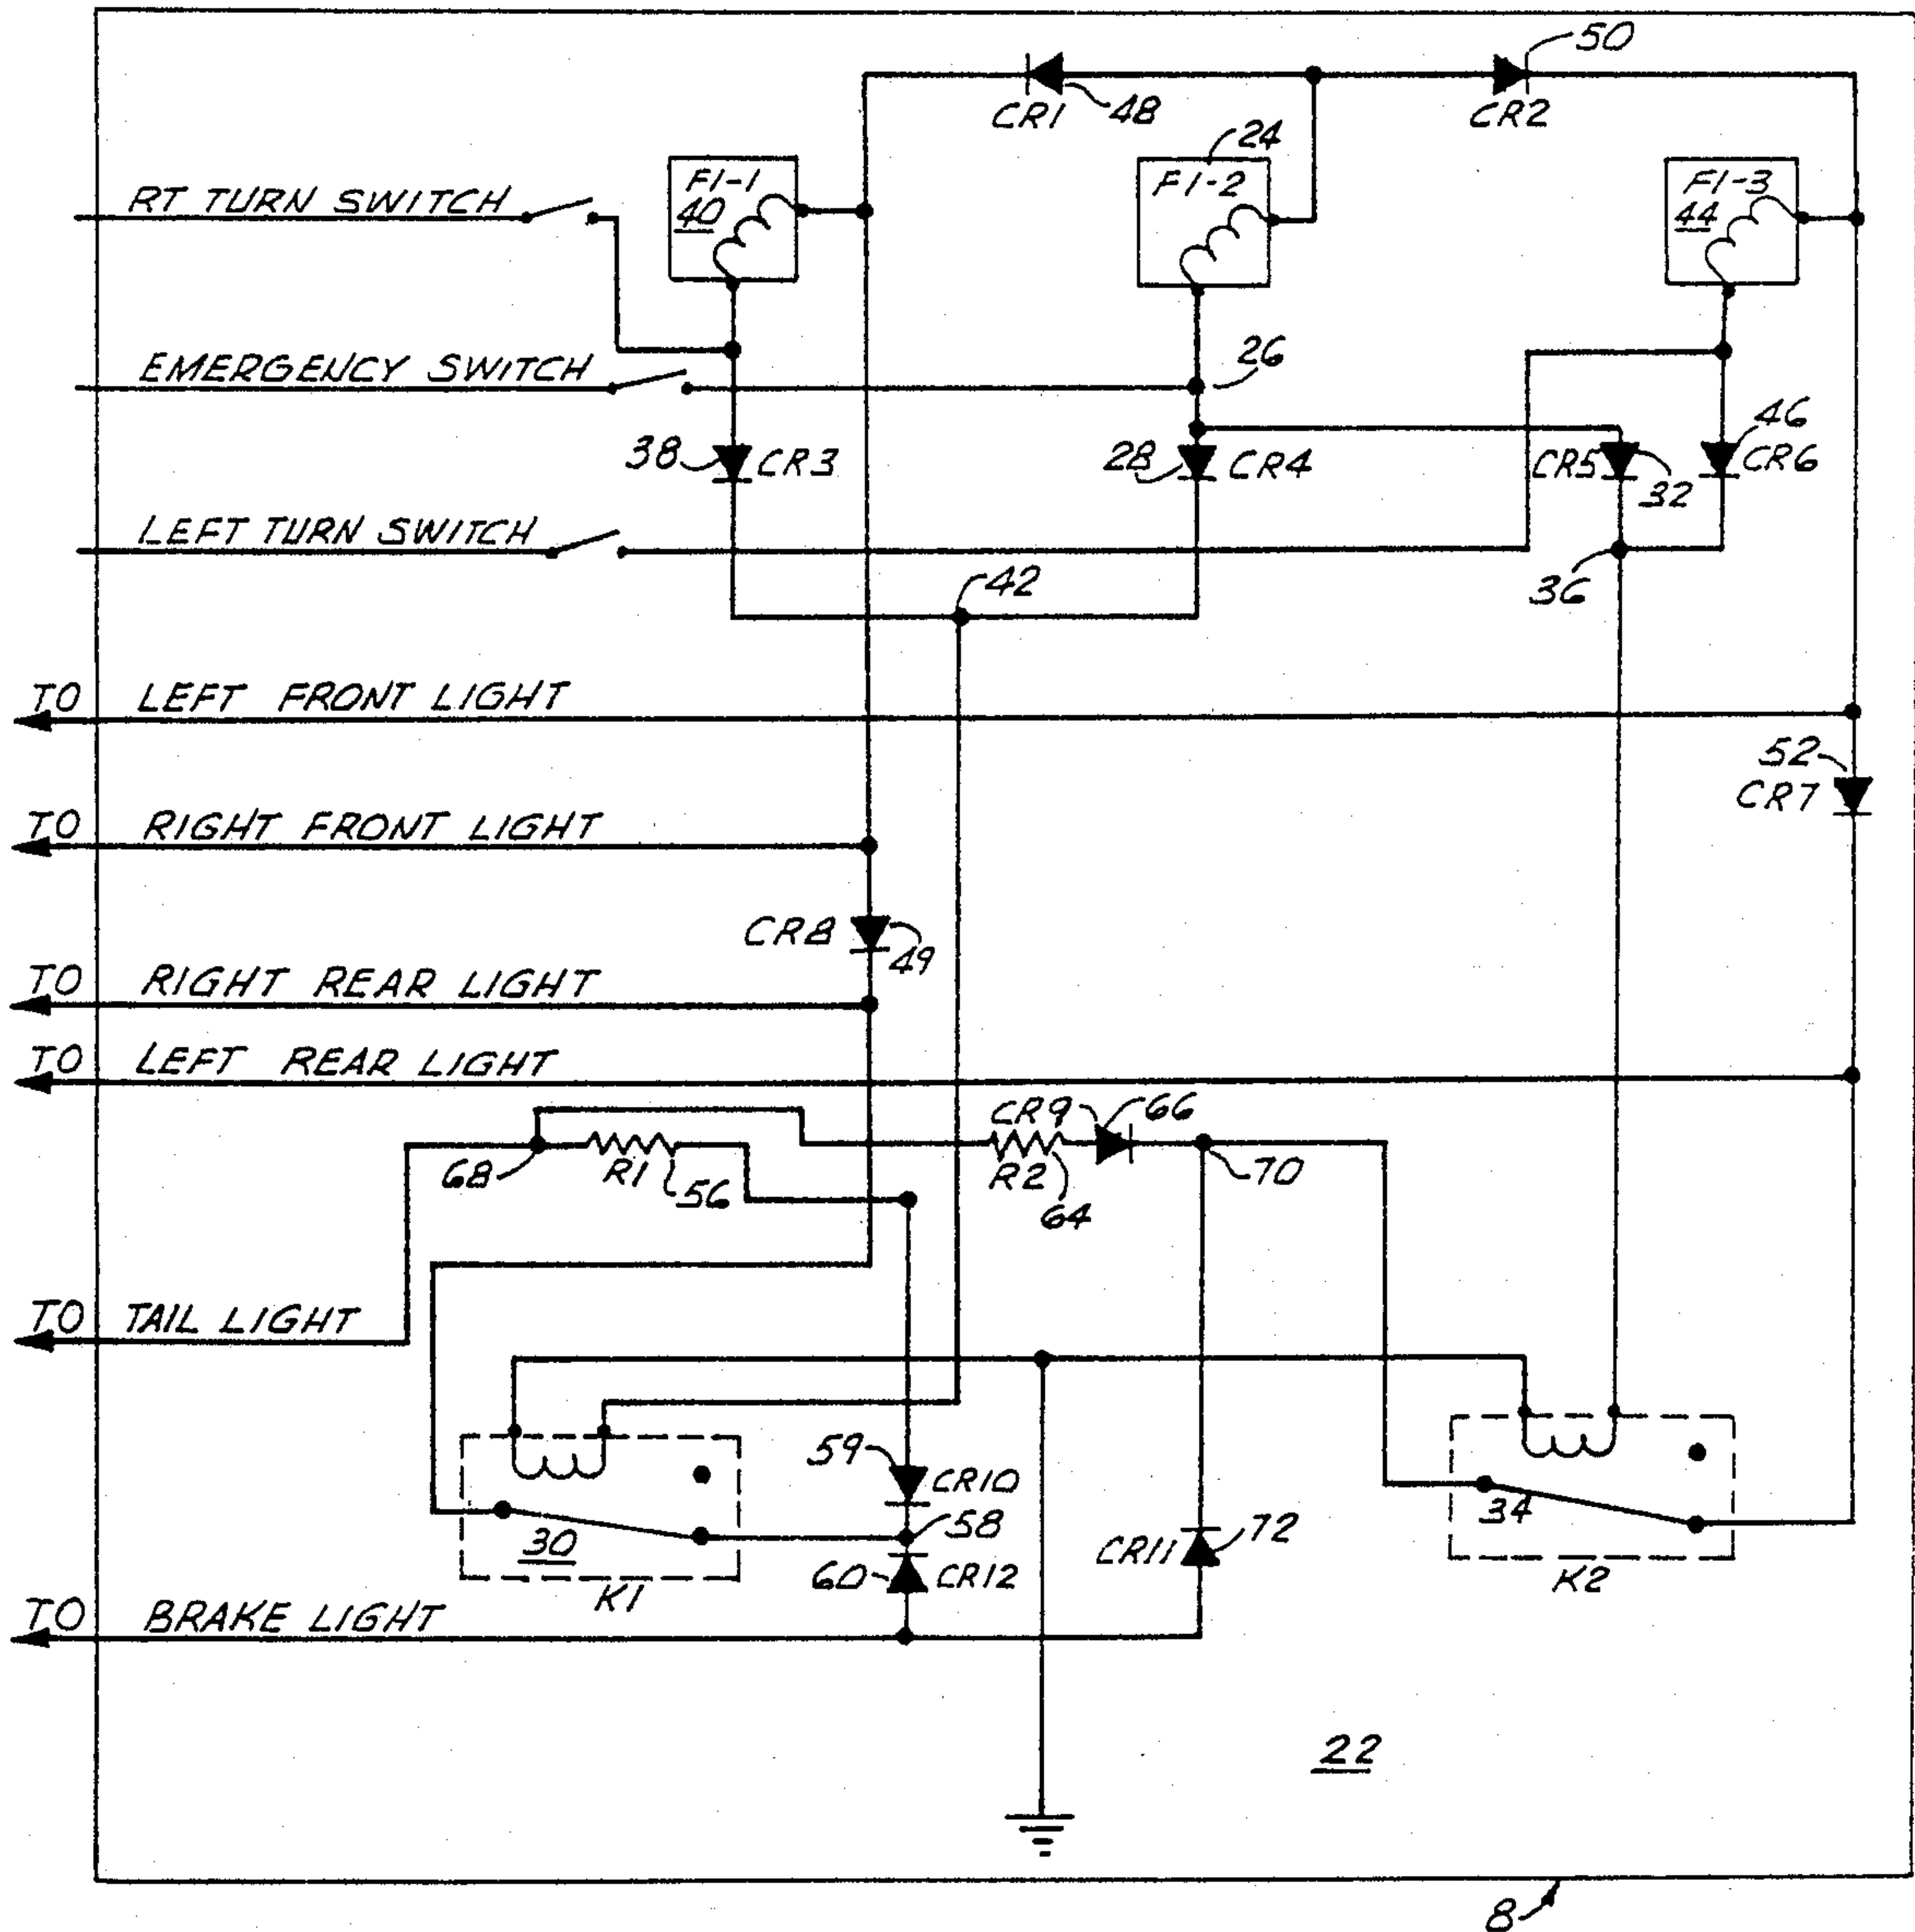 50
CR1 48 CR2
24
RT TURN SWITCH F1-1 F1-2 F1-3
40 44
EMERGENCY SWITCH 26
38 CR3 28 CR4 CR5 32 46 CR6
LEFT TURN SWITCH
42 36
TO LEFT FRONT LIGHT
52
CR7
TO RIGHT FRONT LIGHT
CR8 49
TO RIGHT REAR LIGHT
TO LEFT REAR LIGHT
CR9 66
68 R1 56 R2 64 70
TO TAIL LIGHT
59 CR10
30 58 34
60 CR12 CR11 72
K1 K2
TO BRAKE LIGHT
22
8